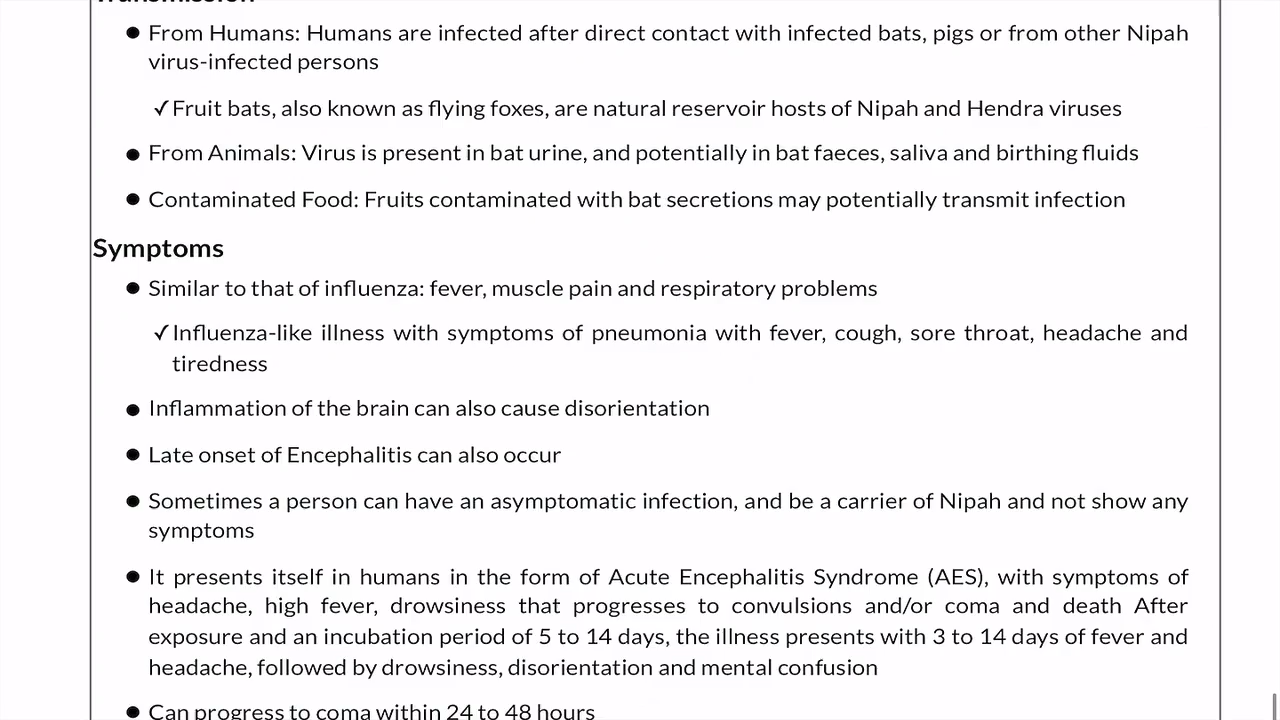 Transmission
● From Humans: Humans are infected after direct contact with infected bats, pigs or from other Nipah
virus-infected persons
✓Fruit bats, also known as flying foxes, are natural reservoir hosts of Nipah and Hendra viruses
● From Animals: Virus is present in bat urine, and potentially in bat faeces, saliva and birthing fluids
● Contaminated Food: Fruits contaminated with bat secretions may potentially transmit infection
Symptoms
● Similar to that of influenza: fever, muscle pain and respiratory problems
✓Influenza-like illness with symptoms of pneumonia with fever, cough, sore throat, headache and
tiredness
● Inflammation of the brain can also cause disorientation
● Late onset of Encephalitis can also occur
● Sometimes a person can have an asymptomatic infection, and be a carrier of Nipah and not show any
symptoms
● It presents itself in humans in the form of Acute Encephalitis Syndrome (AES), with symptoms of
headache, high fever, drowsiness that progresses to convulsions and/or coma and death After
exposure and an incubation period of 5 to 14 days, the illness presents with 3 to 14 days of fever and
headache, followed by drowsiness, disorientation and mental confusion
● Can progress to coma within 24 to 48 hours